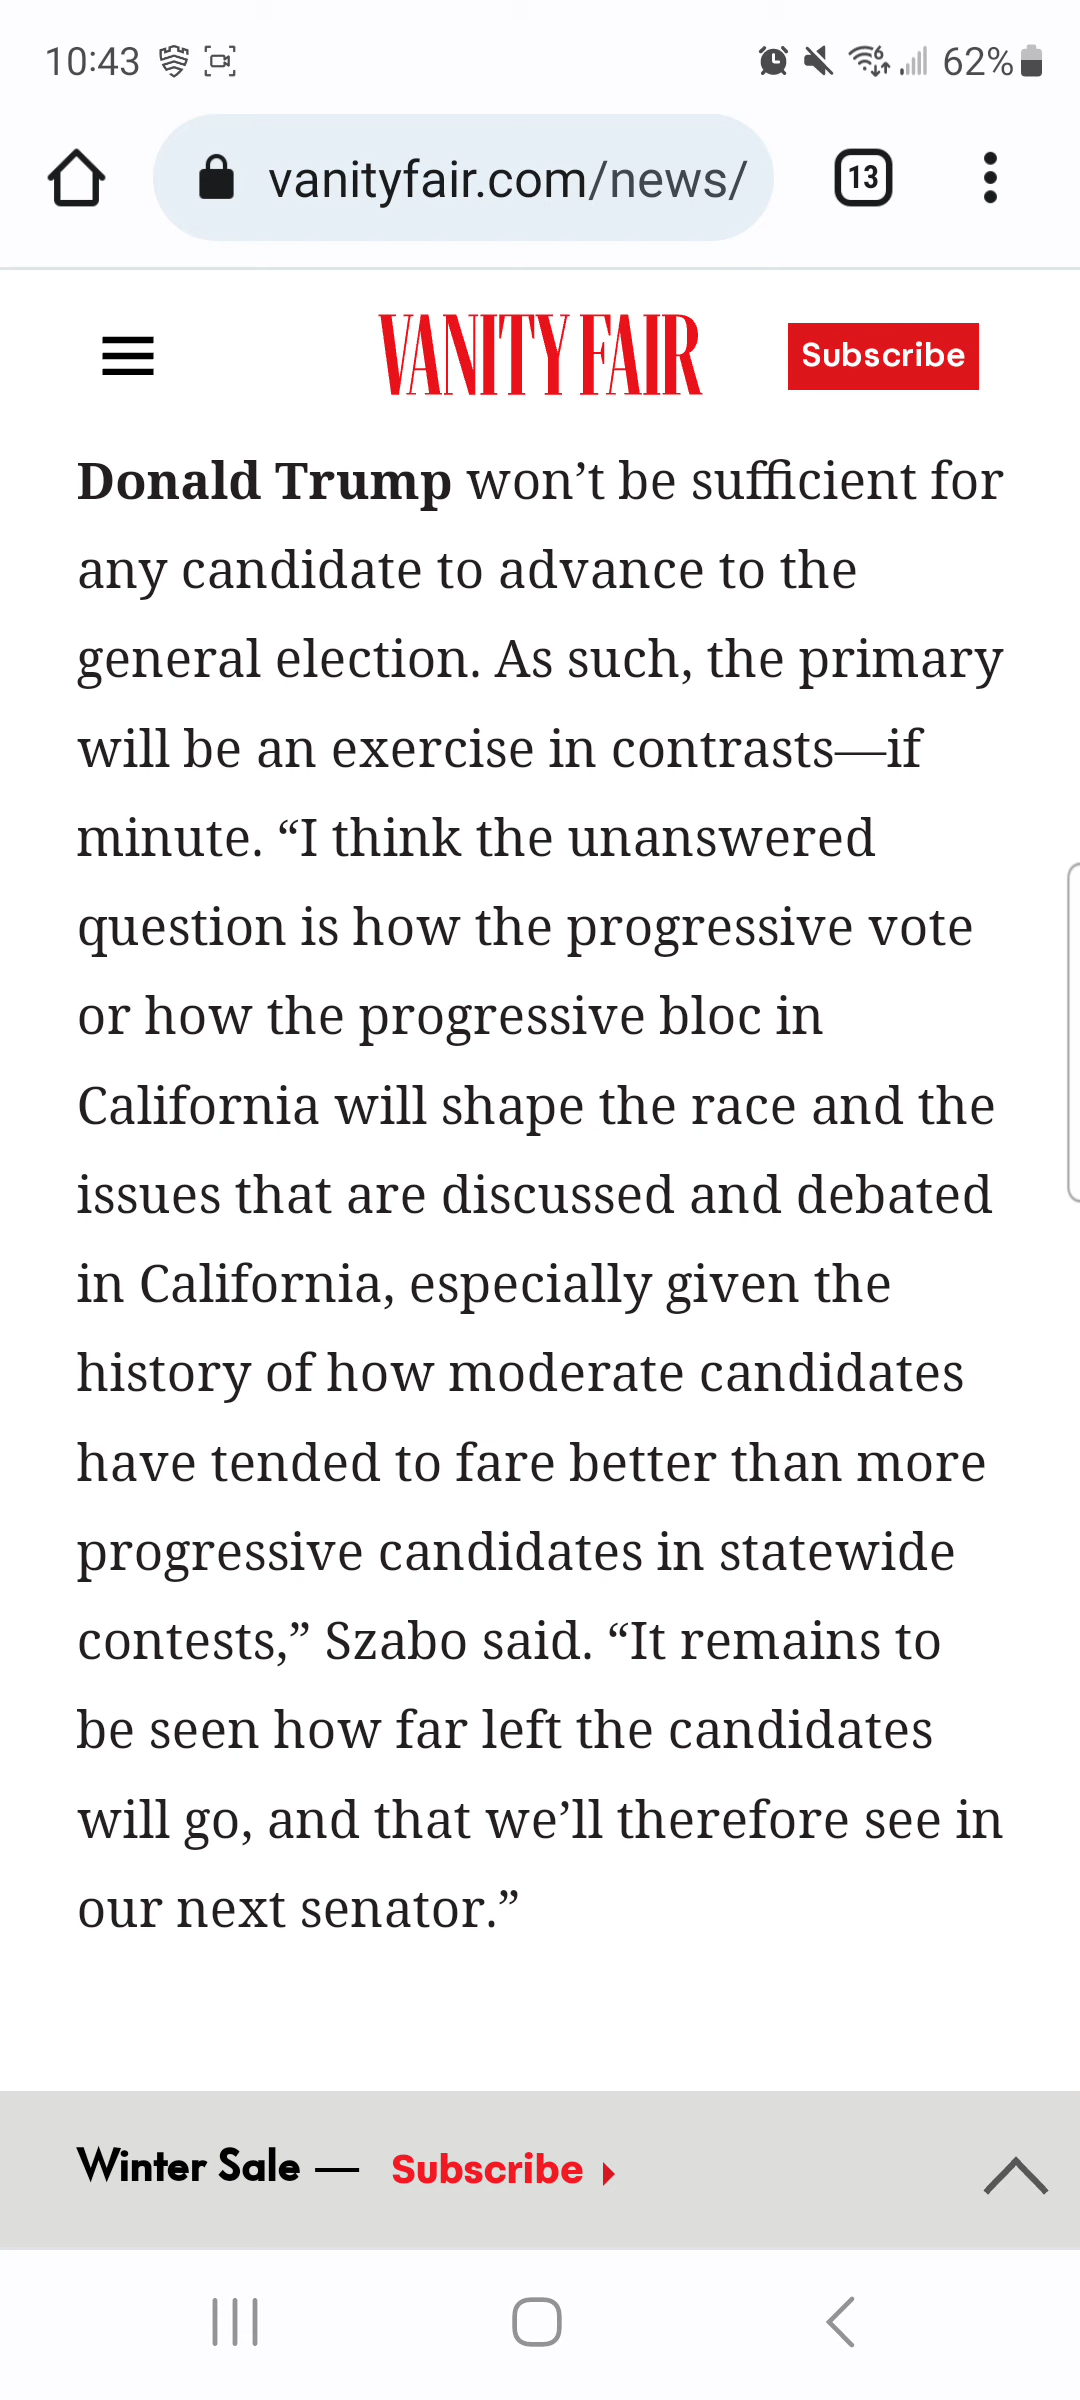 10:43
62%
vanityfair.com/news/
13
VANITY FAIR
Subscribe
Donald Trump won’t be sufficient for
any candidate to advance to the
general election. As such, the primary
will be an exercise in contrasts—if
minute. “I think the unanswered
question is how the progressive vote
or how the progressive bloc in
California will shape the race and the
issues that are discussed and debated
in California, especially given the
history of how moderate candidates
have tended to fare better than more
progressive candidates in statewide
contests,” Szabo said. “It remains to
be seen how far left the candidates
will go, and that we’ll therefore see in
our next senator.”
Winter Sale — Subscribe